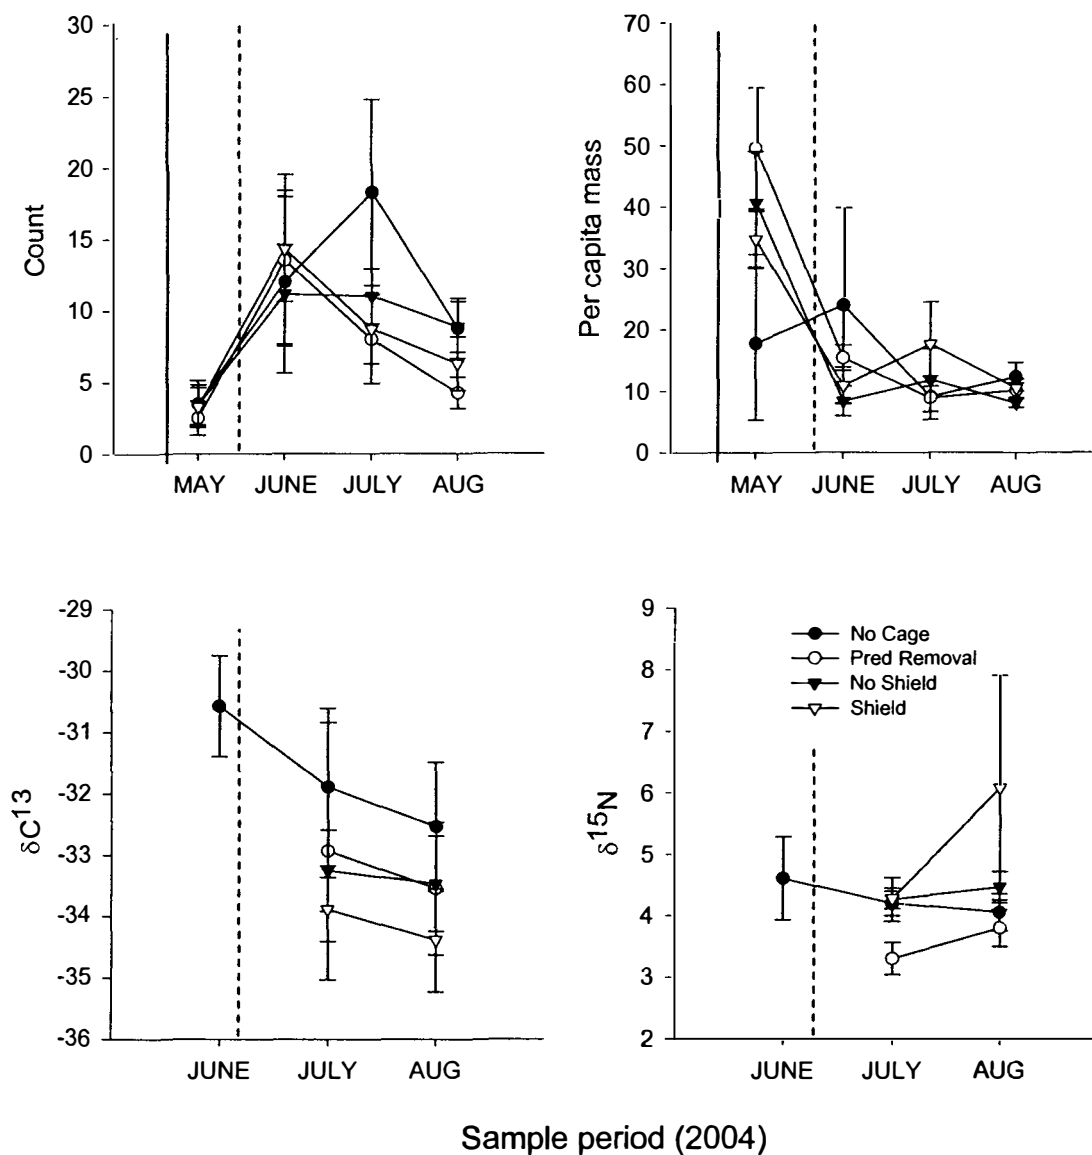 30
25
20
15
10
5
0
Count
MAY JUNE JULY AUG
70
60
50
40
30
20
10
0
Per capita mass
MAY JUNE JULY AUG
-29
-30
-31
-32
-33
-34
-35
-36
δC13
JUNE JULY AUG
9
8
7
6
5
4
3
2
δ15N
No Cage
Pred Removal
No Shield
Shield
JUNE JULY AUG
Sample period (2004)